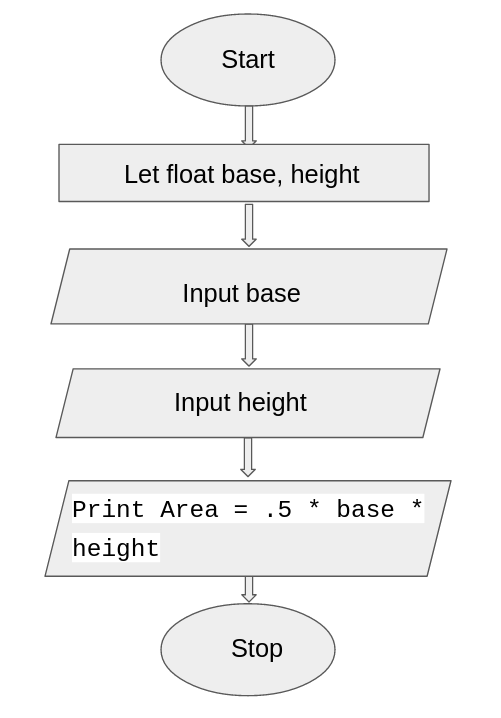 Start
Let float base, height
Input base
Input height
Print Area = .5 * base *
height
Stop